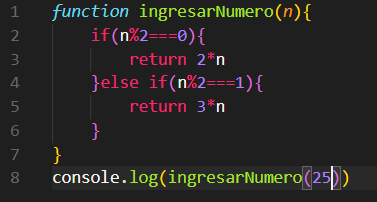 1 function ingresarNumero(n){
2 if(n%2===0){
3 return 2*n
4 }else if(n%2===1){
5 return 3*n
6 }
7 }
8 console.log(ingresarNumero(25))